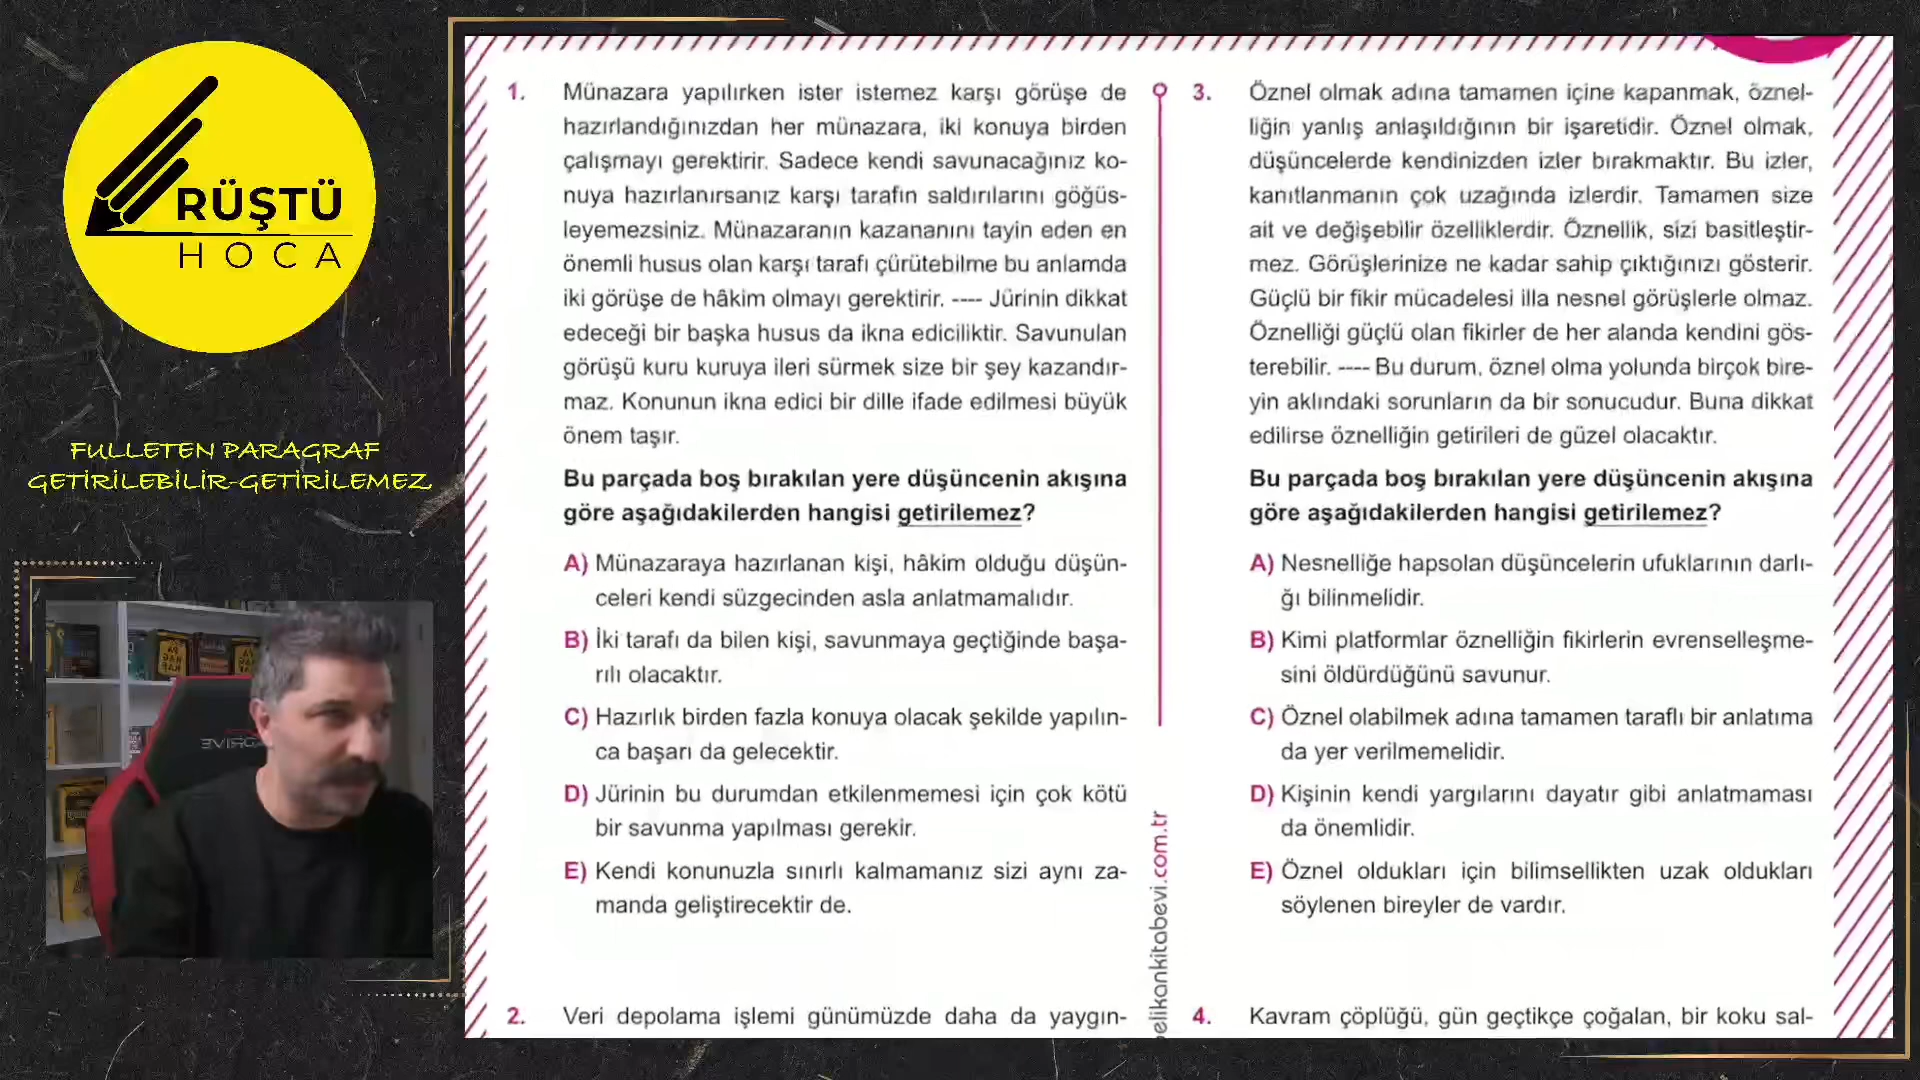 RÜŞTÜ
HOCA
FULLETEN PARAGRAF
GETİRİLEBİLİR-GETİRİLEMEZ
1. Münazara yapılırken ister istemez karşı görüşe de
hazırlandığınızdan her münazara, iki konuya birden
çalışmayı gerektirir. Sadece kendi savunacağınız ko-
nuya hazırlanırsanız karşı tarafın saldırılarını göğüs-
leyemezsiniz. Münazaranın kazananını tayin eden en
önemli husus olan karşı tarafı çürütebilme bu anlamda
iki görüşe de hâkim olmayı gerektirir. ---- Jürinin dikkat
edeceği bir başka husus da ikna ediciliktir. Savunulan
görüşü kuru kuruya ileri sürmek size bir şey kazandır-
maz. Konunun ikna edici bir dille ifade edilmesi büyük
önem taşır.
Bu parçada boş bırakılan yere düşüncenin akışına
göre aşağıdakilerden hangisi getirilemez?
A) Münazaraya hazırlanan kişi, hâkim olduğu düşün-
celeri kendi süzgecinden asla anlatmamalıdır.
B) İki tarafı da bilen kişi, savunmaya geçtiğinde başa-
rılı olacaktır.
C) Hazırlık birden fazla konuya olacak şekilde yapılın-
ca başarı da gelecektir.
D) Jürinin bu durumdan etkilenmemesi için çok kötü
bir savunma yapılması gerekir.
E) Kendi konunuzla sınırlı kalmamanız sizi aynı za-
manda geliştirecektir de.
2. Veri depolama işlemi günümüzde daha da yaygın-
elikankitabevi.com.tr
3. Öznel olmak adına tamamen içine kapanmak, öznel-
liğin yanlış anlaşıldığının bir işaretidir. Öznel olmak,
düşüncelerde kendinizden izler bırakmaktır. Bu izler,
kanıtlanmanın çok uzağında izlerdir. Tamamen size
ait ve değişebilir özelliklerdir. Öznellik, sizi basitleştir-
mez. Görüşlerinize ne kadar sahip çıktığınızı gösterir.
Güçlü bir fikir mücadelesi illa nesnel görüşlerle olmaz.
Öznelliği güçlü olan fikirler de her alanda kendini gös-
terebilir. ---- Bu durum, öznel olma yolunda birçok bire-
yin aklındaki sorunların da bir sonucudur. Buna dikkat
edilirse öznelliğin getirileri de güzel olacaktır.
Bu parçada boş bırakılan yere düşüncenin akışına
göre aşağıdakilerden hangisi getirilemez?
A) Nesnelliğe hapsolan düşüncelerin ufuklarının darlı-
ğı bilinmelidir.
B) Kimi platformlar öznelliğin fikirlerin evrenselleşme-
sini öldürdüğünü savunur.
C) Öznel olabilmek adına tamamen taraflı bir anlatıma
da yer verilmemelidir.
D) Kişinin kendi yargılarını dayatır gibi anlatmaması
da önemlidir.
E) Öznel oldukları için bilimsellikten uzak oldukları
söylenen bireyler de vardır.
4. Kavram çöplüğü, gün geçtikçe çoğalan, bir koku sal-